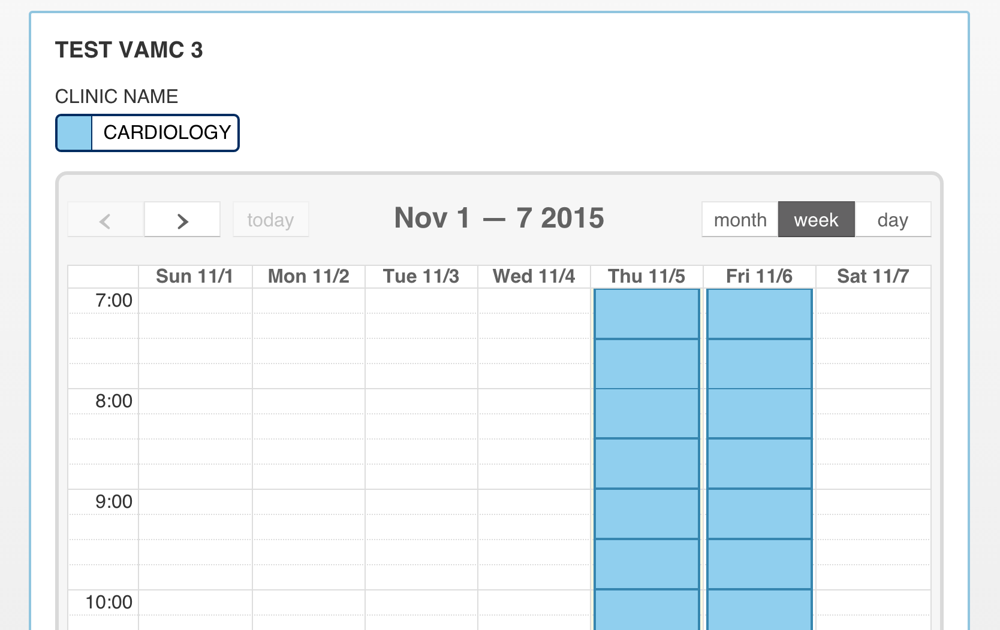 TEST VAMC 3
CLINIC NAME
CARDIOLOGY
today Nov 1 — 7 2015 month week day
Sun 11/1 Mon 11/2 Tue 11/3 Wed 11/4 Thu 11/5 Fri 11/6 Sat 11/7
7:00
8:00
9:00
10:00